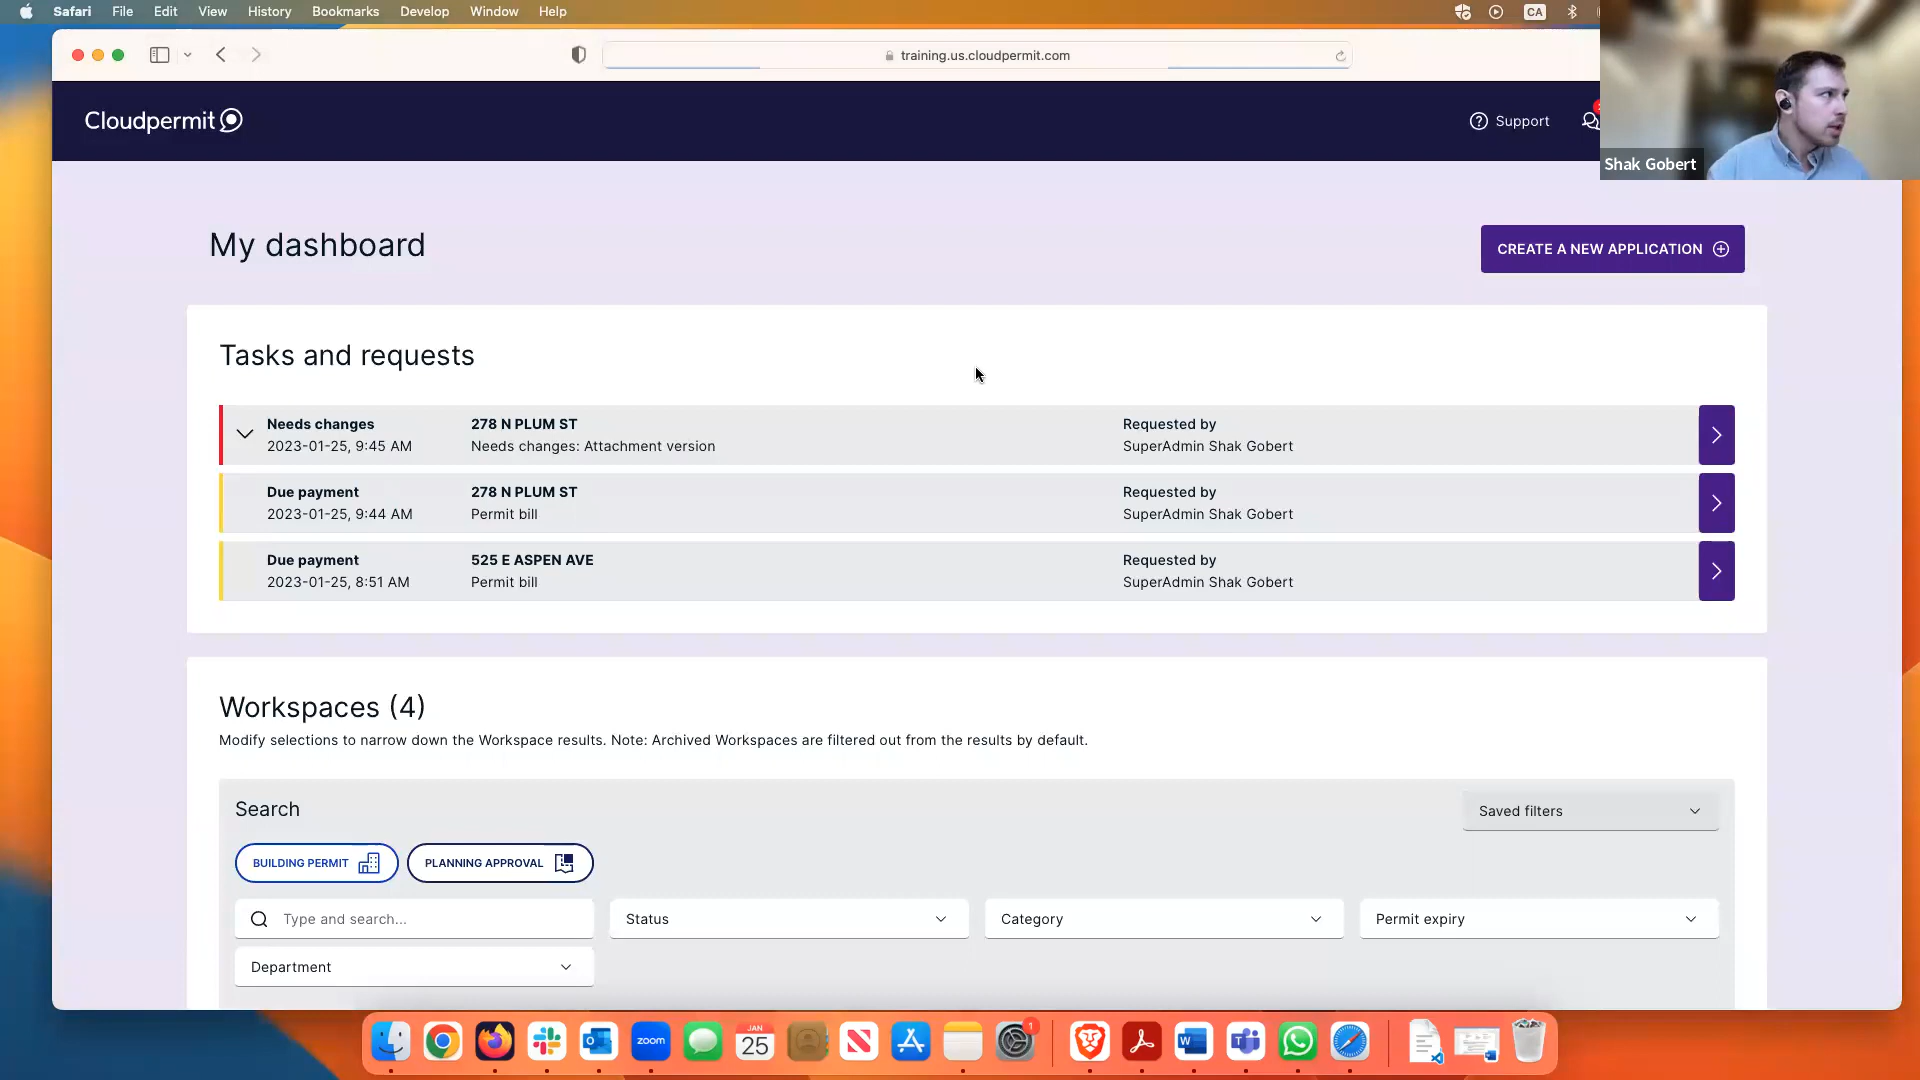 Safari File Edit View History Bookmarks Develop Window Help
CA
training.us.cloudpermit.com
Cloudpermit
Support
Shak Gobert
My dashboard
CREATE A NEW APPLICATION
Tasks and requests
Needs changes 278 N PLUM ST Requested by
2023-01-25, 9:45 AM Needs changes: Attachment version SuperAdmin Shak Gobert
Due payment 278 N PLUM ST Requested by
2023-01-25, 9:44 AM Permit bill SuperAdmin Shak Gobert
Due payment 525 E ASPEN AVE Requested by
2023-01-25, 8:51 AM Permit bill SuperAdmin Shak Gobert
Workspaces (4)
Modify selections to narrow down the Workspace results. Note: Archived Workspaces are filtered out from the results by default.
Search
Saved filters
BUILDING PERMIT PLANNING APPROVAL
Type and search... Status Category Permit expiry
Department
zoom
JAN
25
1